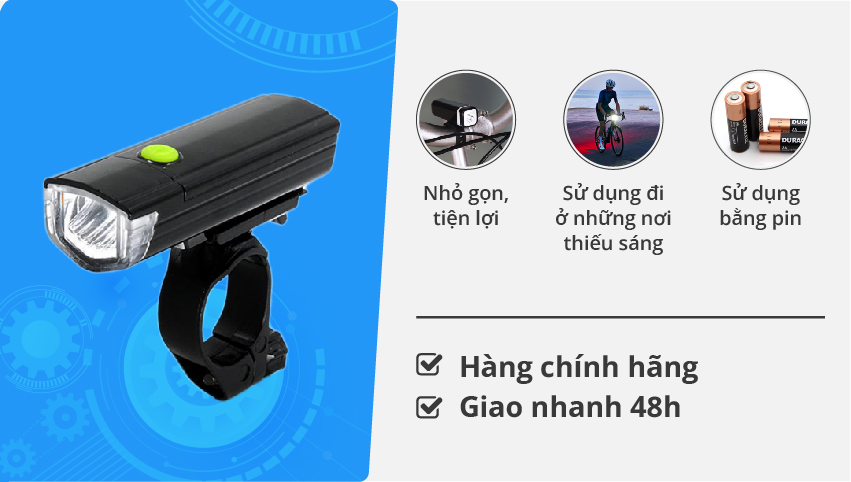 Nhỏ gọn,
tiện lợi
Sử dụng đi
ở những nơi
thiếu sáng
Sử dụng
bằng pin
DURAC
Hàng chính hãng
Giao nhanh 48h